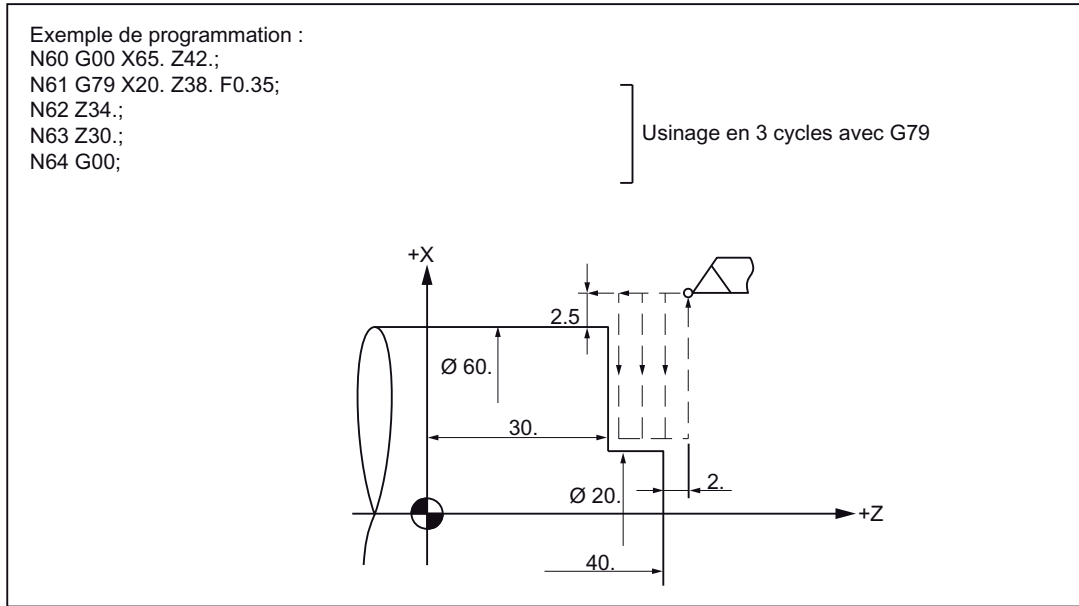 Exemple de programmation :
N60 G00 X65. Z42.;
N61 G79 X20. Z38. F0.35;
N62 Z34.;
N63 Z30.;
N64 G00;
Usinage en 3 cycles avec G79
+X
2.5
Ø 60.
30.
Ø 20.
2.
+Z
40.